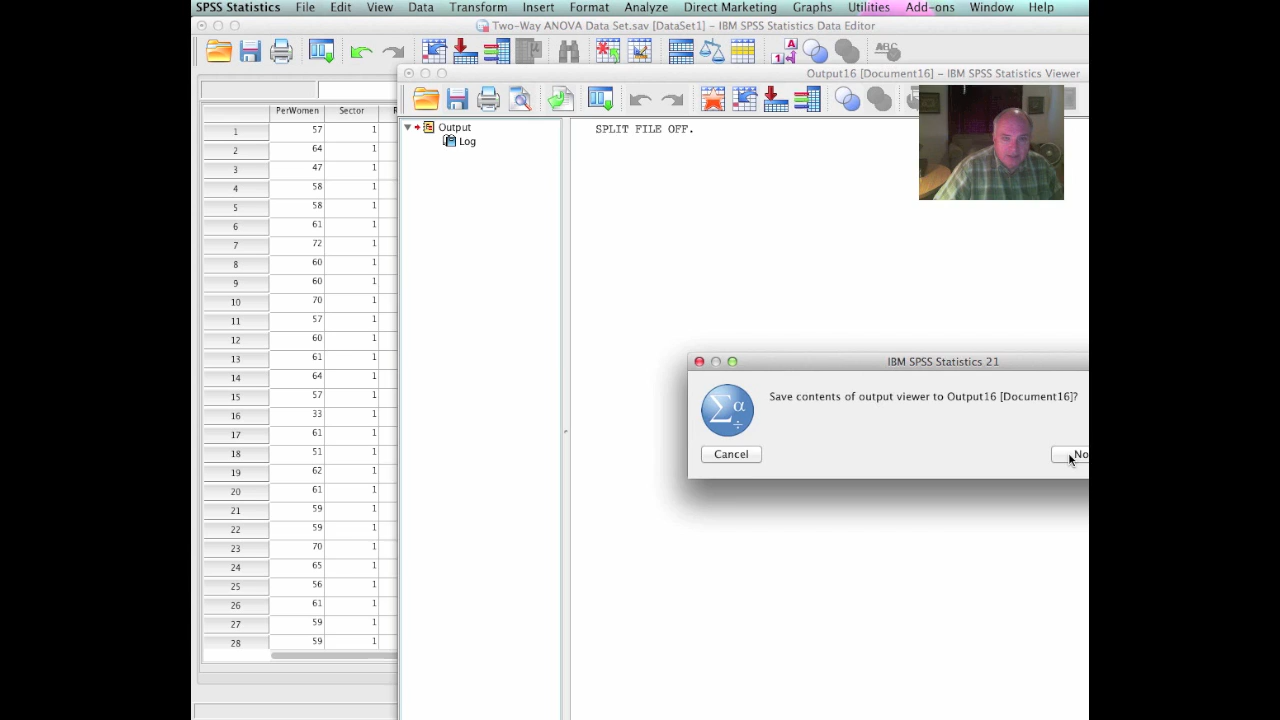 SPSS Statistics File Edit View Data Transform Insert Format Analyze Direct Marketing Graphs Utilities Add-ons Window Help
Two-Way ANOVA Data Set.sav [DataSet1] – IBM SPSS Statistics Data Editor
Output16 [Document16] – IBM SPSS Statistics Viewer
PerWomen Sector
1 57 1
2 64 1
3 47 1
4 58 1
5 58 1
6 61 1
7 72 1
8 60 1
9 60 1
10 70 1
11 57 1
12 60 1
13 61 1
14 64 1
15 57 1
16 33 1
17 61 1
18 51 1
19 62 1
20 61 1
21 59 1
22 59 1
23 70 1
24 65 1
25 56 1
26 61 1
27 59 1
28 59 1
Output
Log
SPLIT FILE OFF.
IBM SPSS Statistics 21
Save contents of output viewer to Output16 [Document16]?
Cancel
No